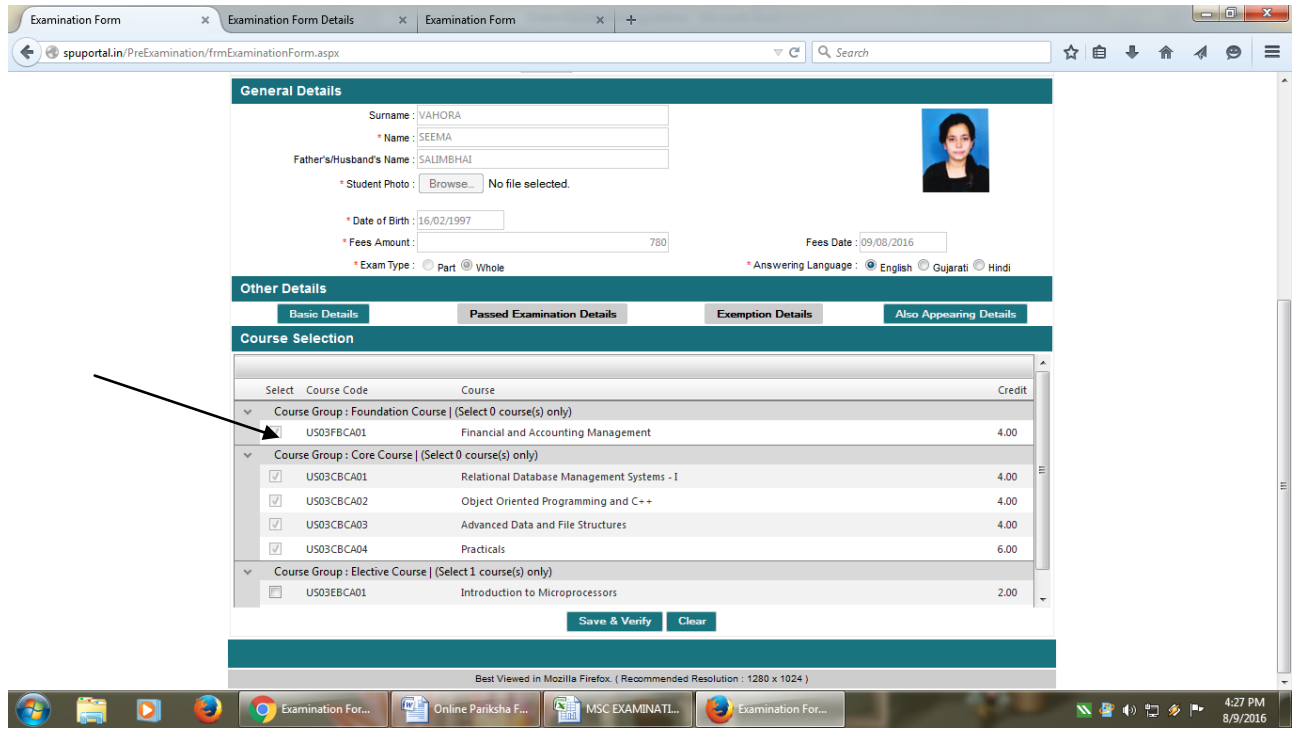 Examination Form × Examination Form Details × Examination Form × +
spuportal.in/PreExamination/frmExaminationForm.aspx Search
General Details
Surname : VAHORA
* Name : SEEMA
Father's/Husband's Name : SALIMBHAI
* Student Photo : Browse... No file selected.
* Date of Birth : 16/02/1997
* Fees Amount : 780 Fees Date : 09/08/2016
* Exam Type : Part Whole * Answering Language : English Gujarati Hindi
Other Details
Basic Details Passed Examination Details Exemption Details Also Appearing Details
Course Selection
Select Course Code Course Credit
Course Group : Foundation Course | (Select 0 course(s) only)
US03FBCA01 Financial and Accounting Management 4.00
Course Group : Core Course | (Select 0 course(s) only)
US03CBCA01 Relational Database Management Systems - I 4.00
US03CBCA02 Object Oriented Programming and C++ 4.00
US03CBCA03 Advanced Data and File Structures 4.00
US03CBCA04 Practicals 6.00
Course Group : Elective Course | (Select 1 course(s) only)
US03EBCA01 Introduction to Microprocessors 2.00
Save & Verify Clear
Best Viewed in Mozilla Firefox. ( Recommended Resolution : 1280 x 1024 )
Examination For... Online Pariksha F... MSC EXAMINATI... Examination For... 4:27 PM
8/9/2016